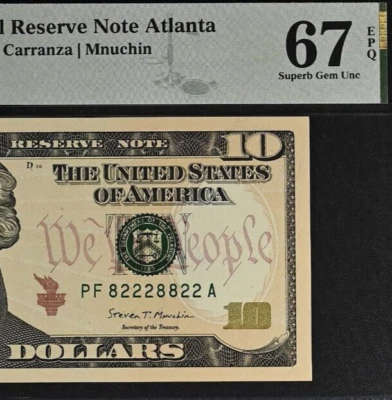 l Reserve Note Atlanta
Carranza | Mnuchin
67
EPQ
Superb Gem Unc
RESERVE NOTE
10
THE UNITED STATES
OF AMERICA
We the People
PF 82228822 A
Steven T. Mnuchin
Secretary of the Treasury.
10
DOLLARS